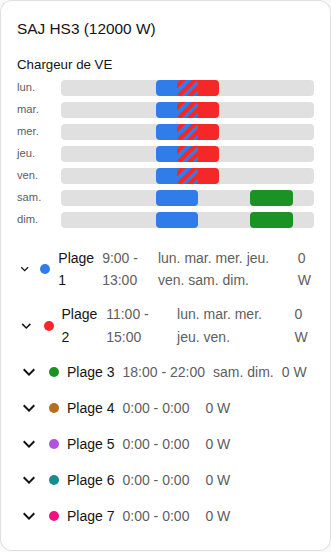 SAJ HS3 (12000 W)
Chargeur de VE
lun.
mar.
mer.
jeu.
ven.
sam.
dim.
Plage 1 9:00 - 13:00 lun. mar. mer. jeu. ven. sam. dim. 0 W
Plage 2 11:00 - 15:00 lun. mar. mer. jeu. ven. 0 W
Plage 3 18:00 - 22:00 sam. dim. 0 W
Plage 4 0:00 - 0:00 0 W
Plage 5 0:00 - 0:00 0 W
Plage 6 0:00 - 0:00 0 W
Plage 7 0:00 - 0:00 0 W